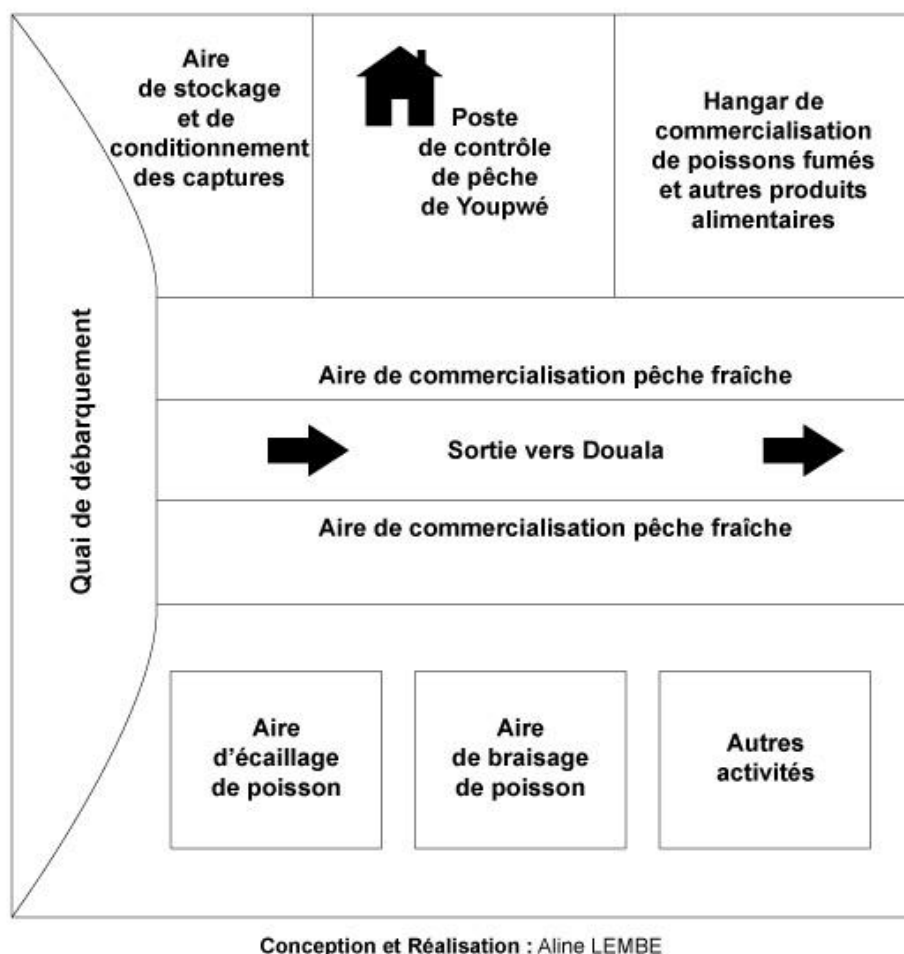 Aire
de stockage
et de
conditionnement
des captures
Poste
de contrôle
de pêche
de Youpwé
Hangar de
commercialisation
de poissons fumés
et autres produits
alimentaires
Quai de débarquement
Aire de commercialisation pêche fraîche
Sortie vers Douala
Aire de commercialisation pêche fraîche
Aire
d'écaillage
de poisson
Aire
de braisage
de poisson
Autres
activités
Conception et Réalisation : Aline LEMBE